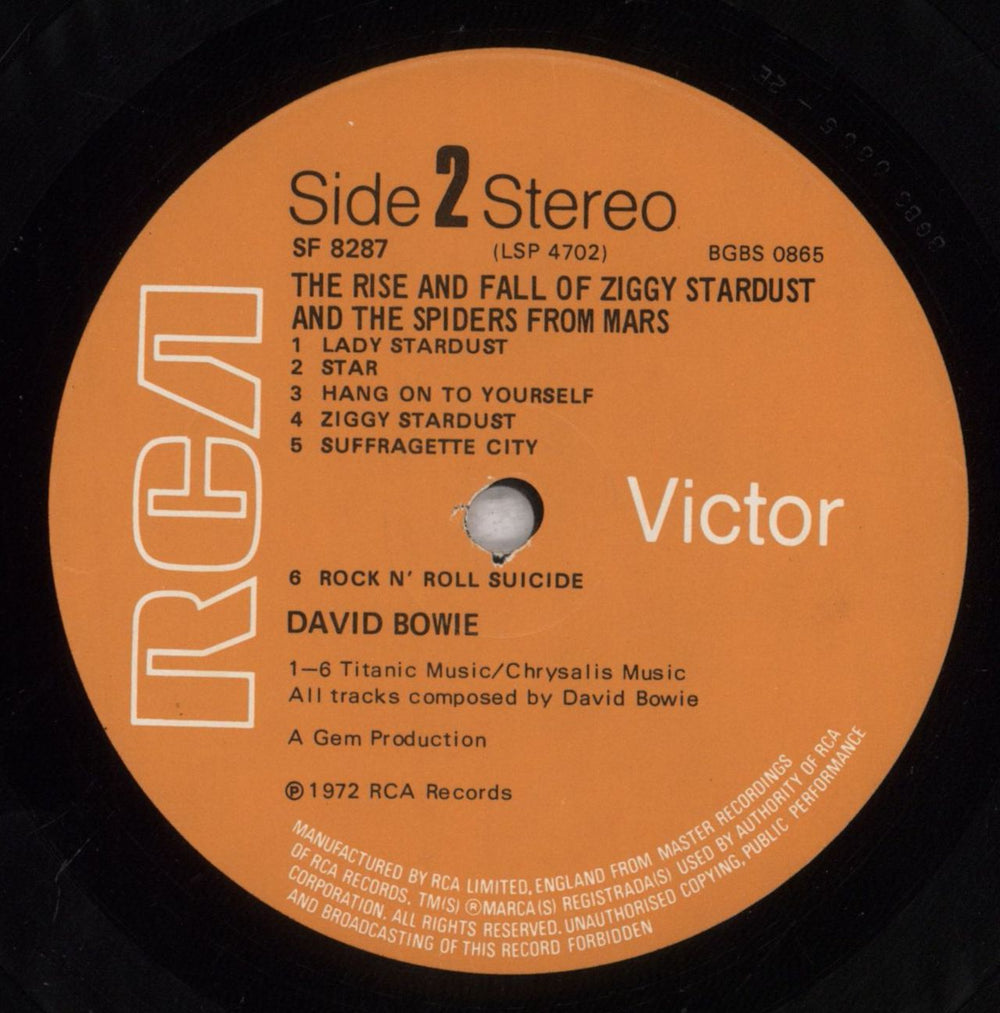 Side 2 Stereo
SF 8287 (LSP 4702) BGBS 0865
THE RISE AND FALL OF ZIGGY STARDUST
AND THE SPIDERS FROM MARS
1 LADY STARDUST
2 STAR
3 HANG ON TO YOURSELF
4 ZIGGY STARDUST
5 SUFFRAGETTE CITY
RCA
Victor
6 ROCK N' ROLL SUICIDE
DAVID BOWIE
1–6 Titanic Music/Chrysalis Music
All tracks composed by David Bowie
A Gem Production
℗1972 RCA Records
MANUFACTURED BY RCA LIMITED, ENGLAND FROM MASTER RECORDINGS
OF RCA RECORDS, TM(S) ® MARCA(S) REGISTRADA(S) USED BY AUTHORITY OF RCA
CORPORATION. ALL RIGHTS RESERVED. UNAUTHORISED COPYING, PUBLIC PERFORMANCE
AND BROADCASTING OF THIS RECORD FORBIDDEN
BGBS 0865 – 2E